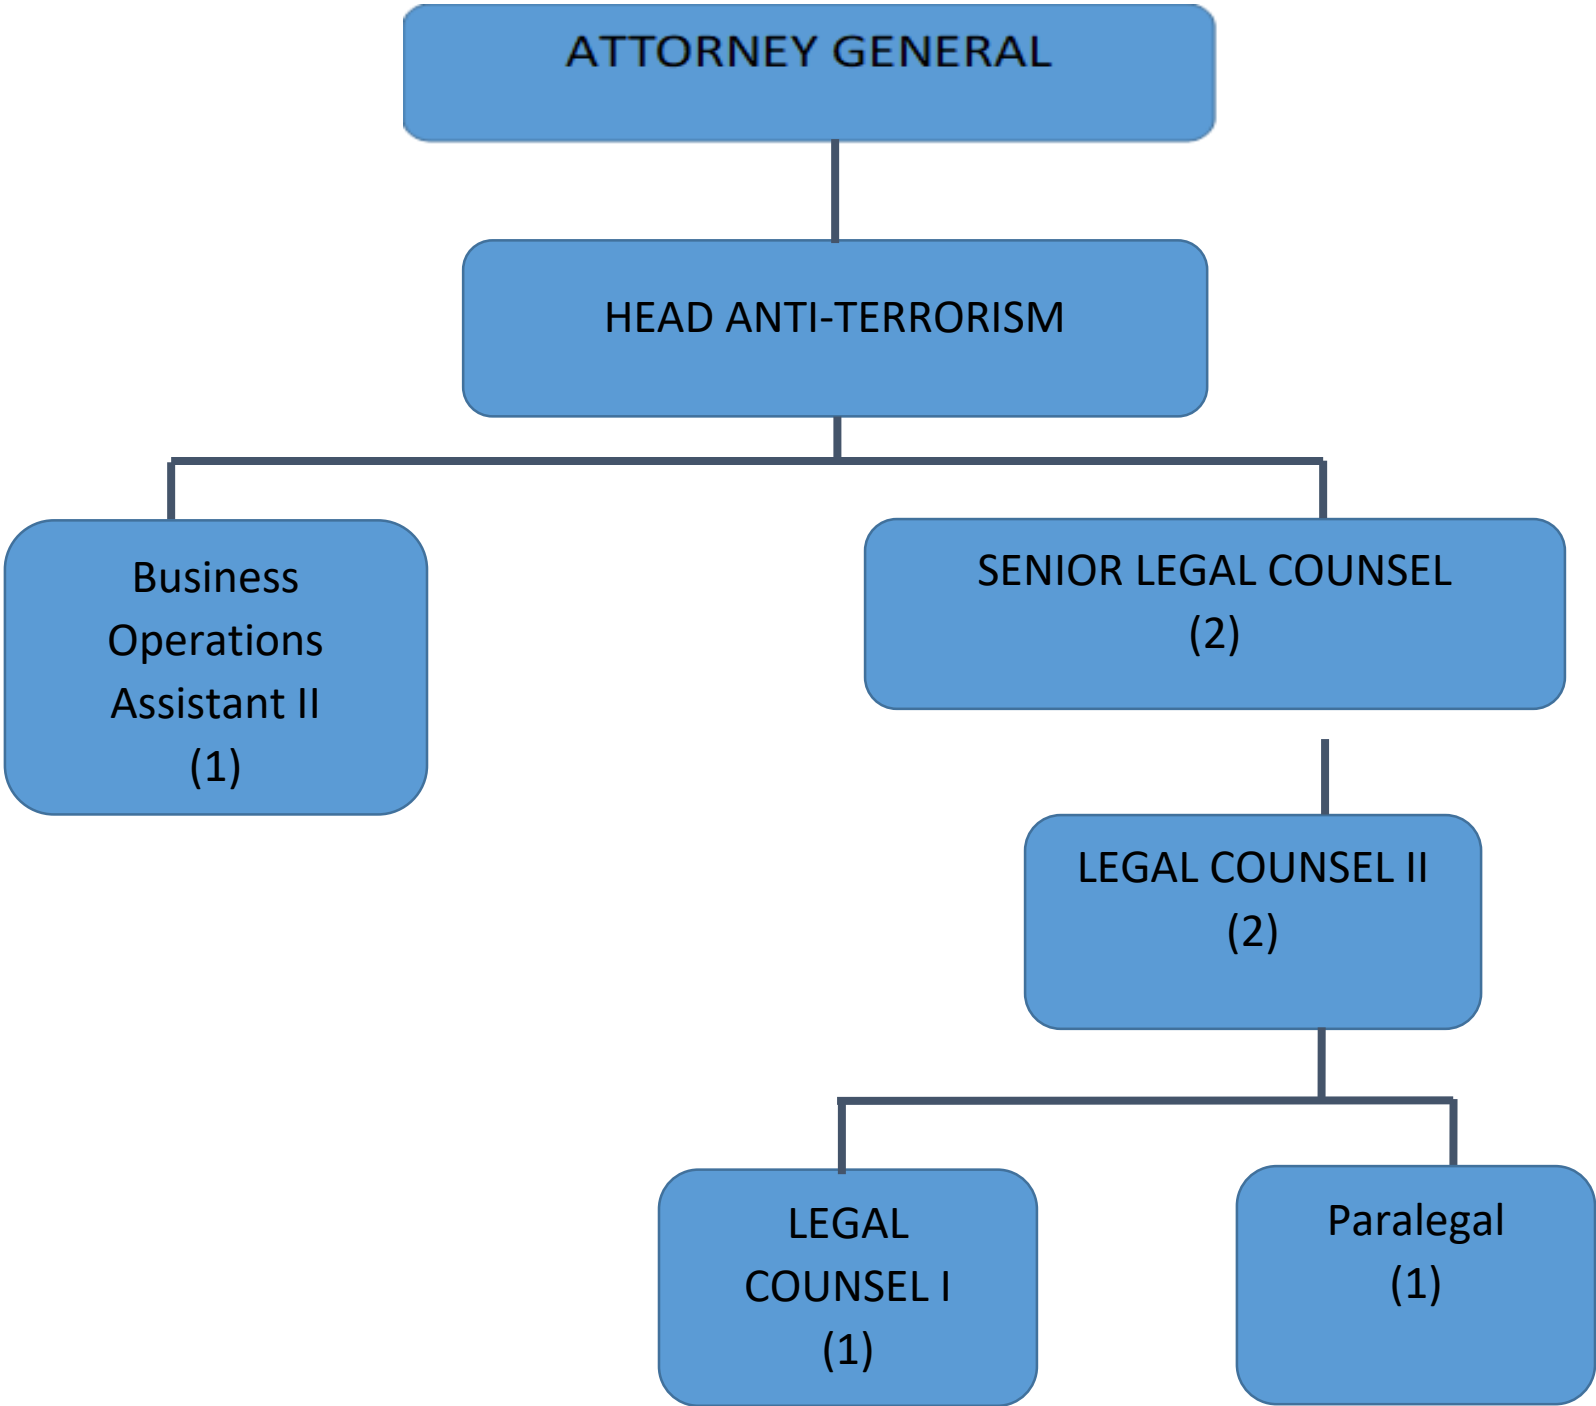 ATTORNEY GENERAL
HEAD ANTI-TERRORISM
Business
Operations
Assistant II
(1)
SENIOR LEGAL COUNSEL
(2)
LEGAL COUNSEL II
(2)
LEGAL
COUNSEL I
(1)
Paralegal
(1)